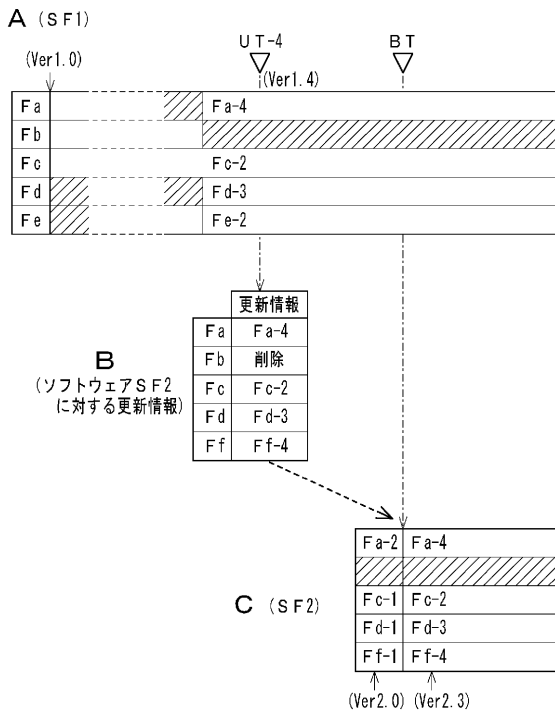 A (SF1)
UT-4 BT
(Ver1.0) (Ver1.4)
Fa Fa-4
Fb
Fc Fc-2
Fd Fd-3
Fe Fe-2
更新情報
Fa Fa-4
B Fb 削除
(ソフトウェアSF2 Fc Fc-2
に対する更新情報) Fd Fd-3
Ff Ff-4
Fa-2 Fa-4
C (SF2) Fc-1 Fc-2
Fd-1 Fd-3
Ff-1 Ff-4
(Ver2.0) (Ver2.3)